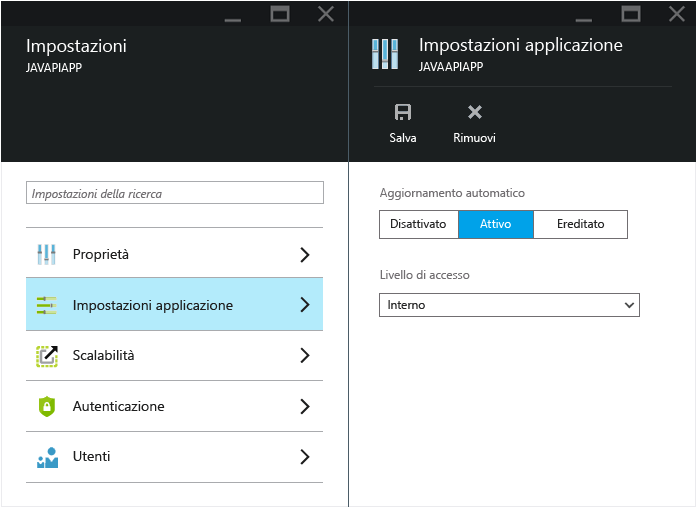 Impostazioni
JAVAPIAPP
Impostazioni della ricerca
Proprietà
Impostazioni applicazione
Scalabilità
Autenticazione
Utenti
Impostazioni applicazione
JAVAAPIAPP
Salva Rimuovi
Aggiornamento automatico
Disattivato Attivo Ereditato
Livello di accesso
Interno